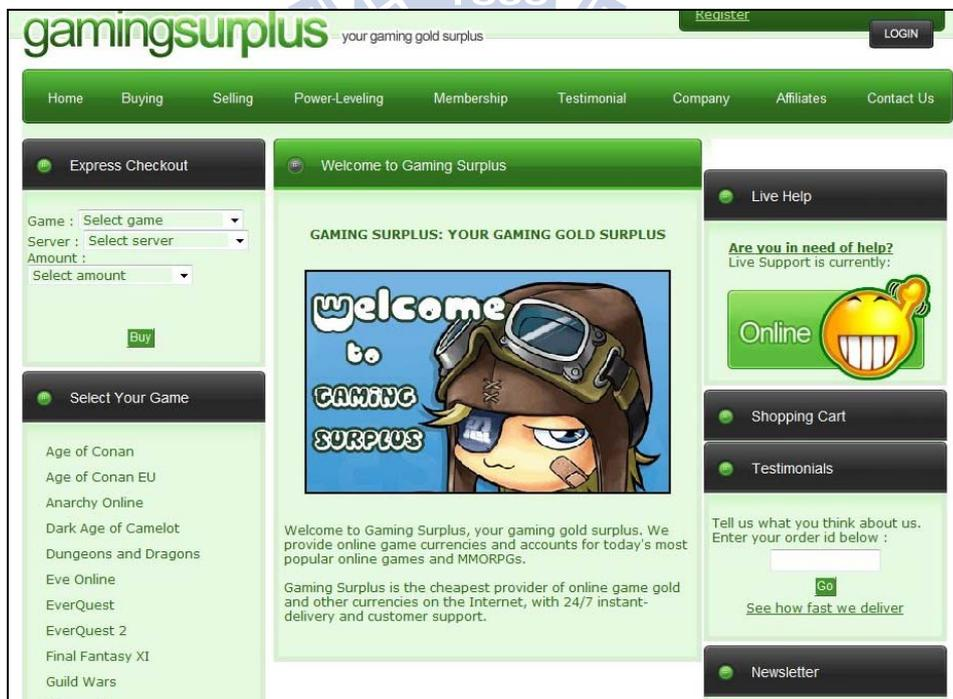 1888
gamingsurplus your gaming gold surplus
Register
LOGIN
Home Buying Selling Power-Leveling Membership Testimonial Company Affiliates Contact Us
Express Checkout
Game : Select game
Server : Select server
Amount :
Select amount
Buy
Select Your Game
Age of Conan
Age of Conan EU
Anarchy Online
Dark Age of Camelot
Dungeons and Dragons
Eve Online
EverQuest
EverQuest 2
Final Fantasy XI
Guild Wars
Welcome to Gaming Surplus
GAMING SURPLUS: YOUR GAMING GOLD SURPLUS
Welcome
to
GAMING
SURPLUS
Welcome to Gaming Surplus, your gaming gold surplus. We
provide online game currencies and accounts for today's most
popular online games and MMORPGs.
Gaming Surplus is the cheapest provider of online game gold
and other currencies on the Internet, with 24/7 instant-
delivery and customer support.
Live Help
Are you in need of help?
Live Support is currently:
Online
Shopping Cart
Testimonials
Tell us what you think about us.
Enter your order id below :
Go
See how fast we deliver
Newsletter